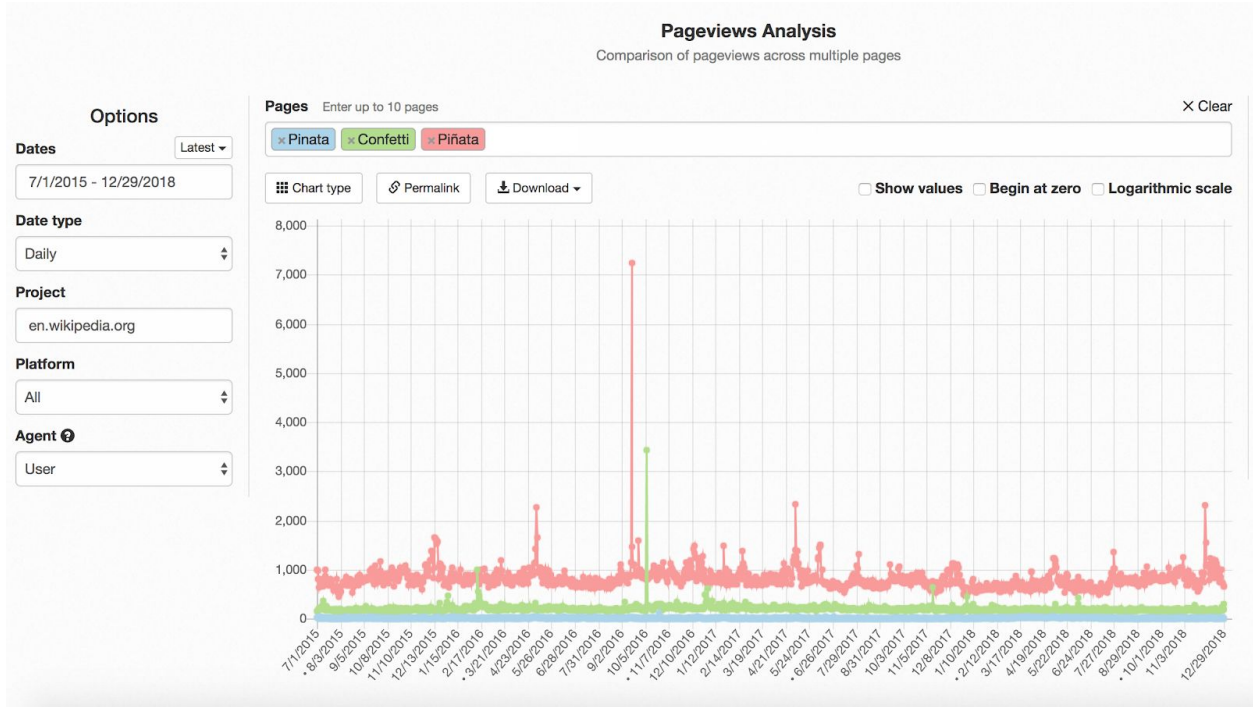 Pageviews Analysis
Comparison of pageviews across multiple pages
Options
Dates
Latest
7/1/2015 - 12/29/2018
Date type
Daily
Project
en.wikipedia.org
Platform
All
Agent ?
User
Pages Enter up to 10 pages
× Clear
× Pinata × Confetti × Piñata
Chart type Permalink Download
Show values Begin at zero Logarithmic scale
8,000
7,000
6,000
5,000
4,000
3,000
2,000
1,000
0
7/1/2015
• 8/3/2015
9/5/2015
10/8/2015
11/10/2015
12/13/2015
1/15/2016
2/17/2016
• 3/21/2016
4/23/2016
5/26/2016
6/28/2016
7/31/2016
9/2/2016
10/5/2016
• 11/7/2016
12/10/2016
1/12/2017
2/14/2017
3/19/2017
4/21/2017
5/24/2017
• 6/26/2017
7/29/2017
8/31/2017
10/3/2017
11/5/2017
12/8/2017
1/10/2018
• 2/12/2018
3/17/2018
4/19/2018
5/22/2018
6/24/2018
7/27/2018
8/29/2018
• 10/1/2018
11/3/2018
12/29/2018